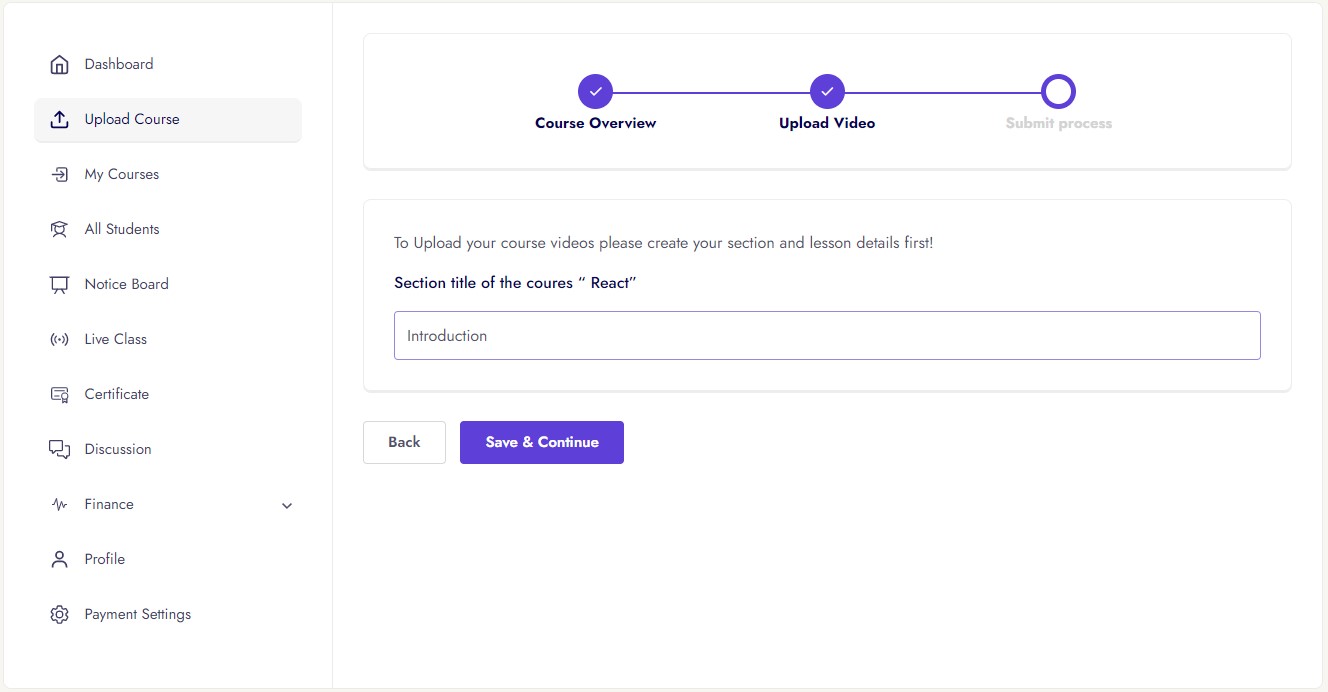 Dashboard
Upload Course
My Courses
All Students
Notice Board
Live Class
Certificate
Discussion
Finance
Profile
Payment Settings
Course Overview
Upload Video
Submit process
To Upload your course videos please create your section and lesson details first!
Section title of the coures “ React”
Introduction
Back
Save & Continue